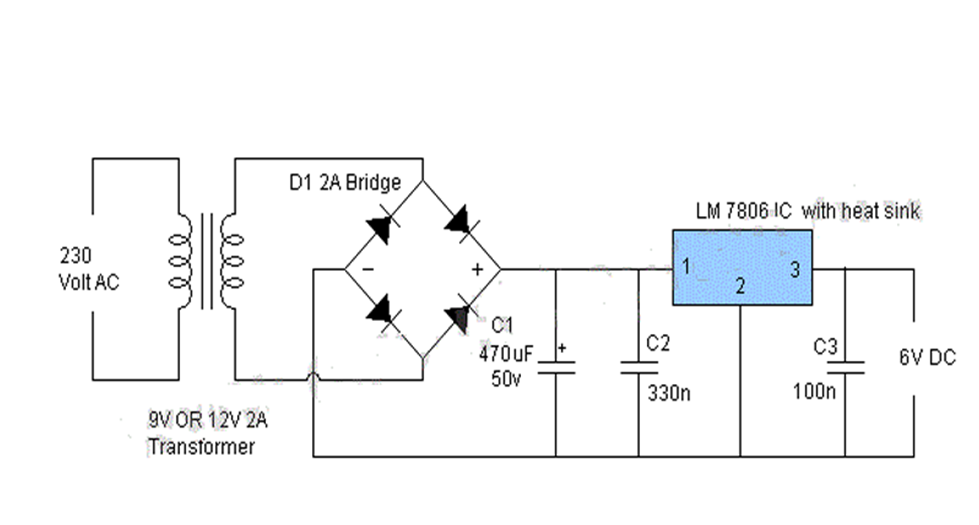 D1 2A Bridge
LM 7806 IC with heat sink
230
Volt AC
−
+
1
2
3
C1
470uF
50v
+
C2
330n
C3
100n
6V DC
9V OR 12V 2A
Transformer